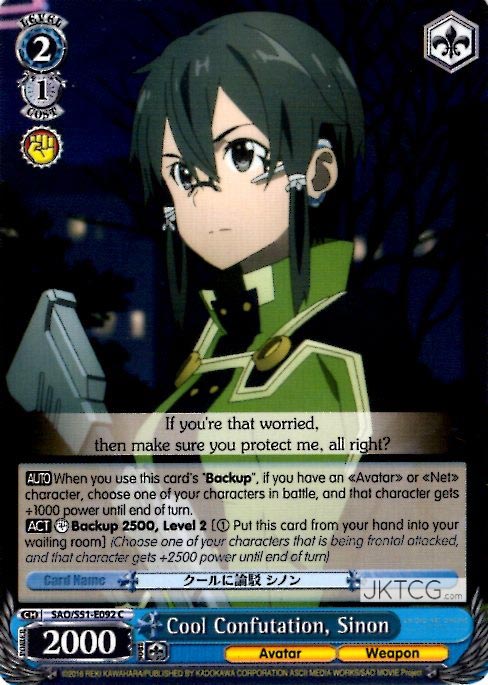 LEVEL
2
1
COST
If you're that worried,
then make sure you protect me, all right?
AUTO When you use this card's "Backup", if you have an «Avatar» or «Net»
character, choose one of your characters in battle, and that character gets
+1000 power until end of turn.
ACT Backup 2500, Level 2 [① Put this card from your hand into your
waiting room] (Choose one of your characters that is being frontal attacked,
and that character gets +2500 power until end of turn)
Card Name
クールに論駁 シノン
JKTCG.com
CH SAO/SS1-E092 C
POWER
2000
SOUL
Cool Confutation, Sinon
Avatar
Weapon
©2016 REKI KAWAHARA/PUBLISHED BY KADOKAWA CORPORATION ASCII MEDIA WORKS/SAO MOVIE Project